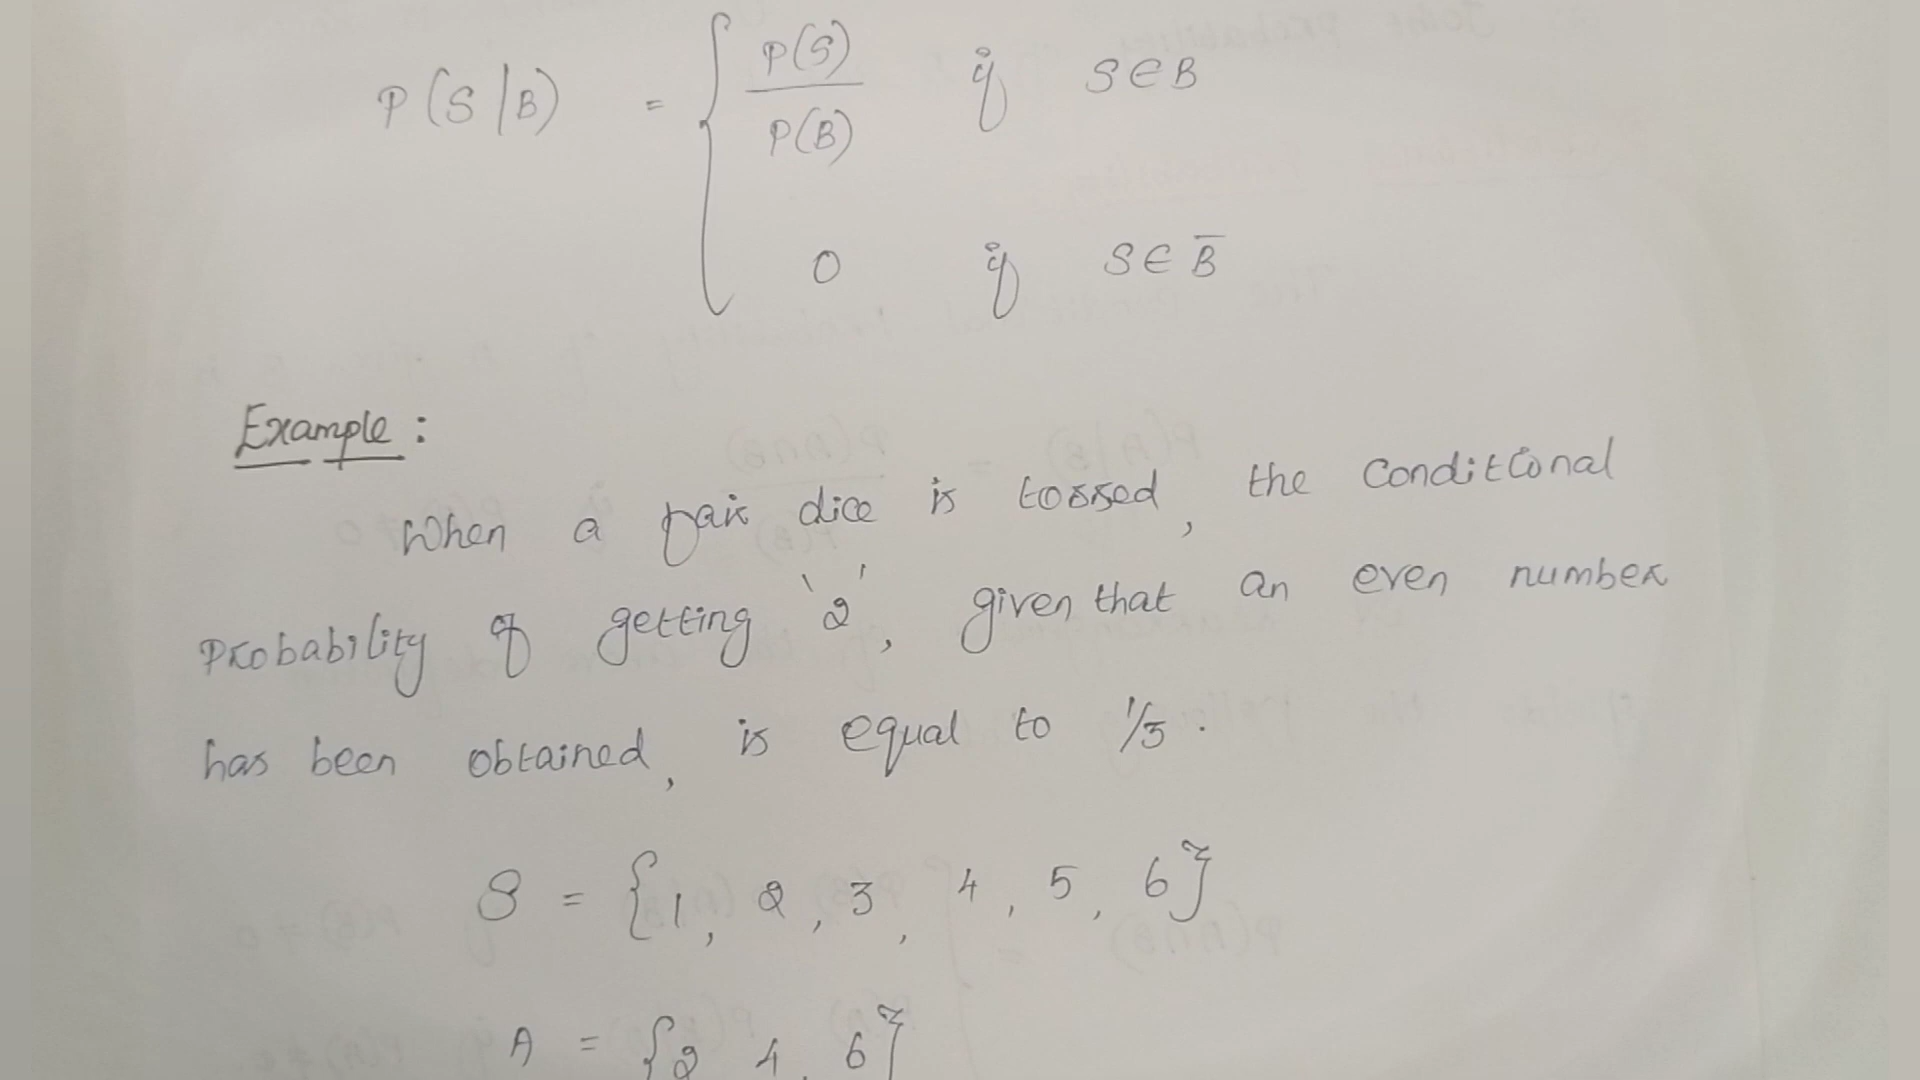 P(S|B) = { P(S)/P(B) if S∈B
0 if S∈B̅
Example:
When a fair dice is tossed, the conditional
Probability of getting '2', given that an even number
has been obtained, is equal to 1/3.
S = {1, 2, 3, 4, 5, 6}
A = {2 4, 6}